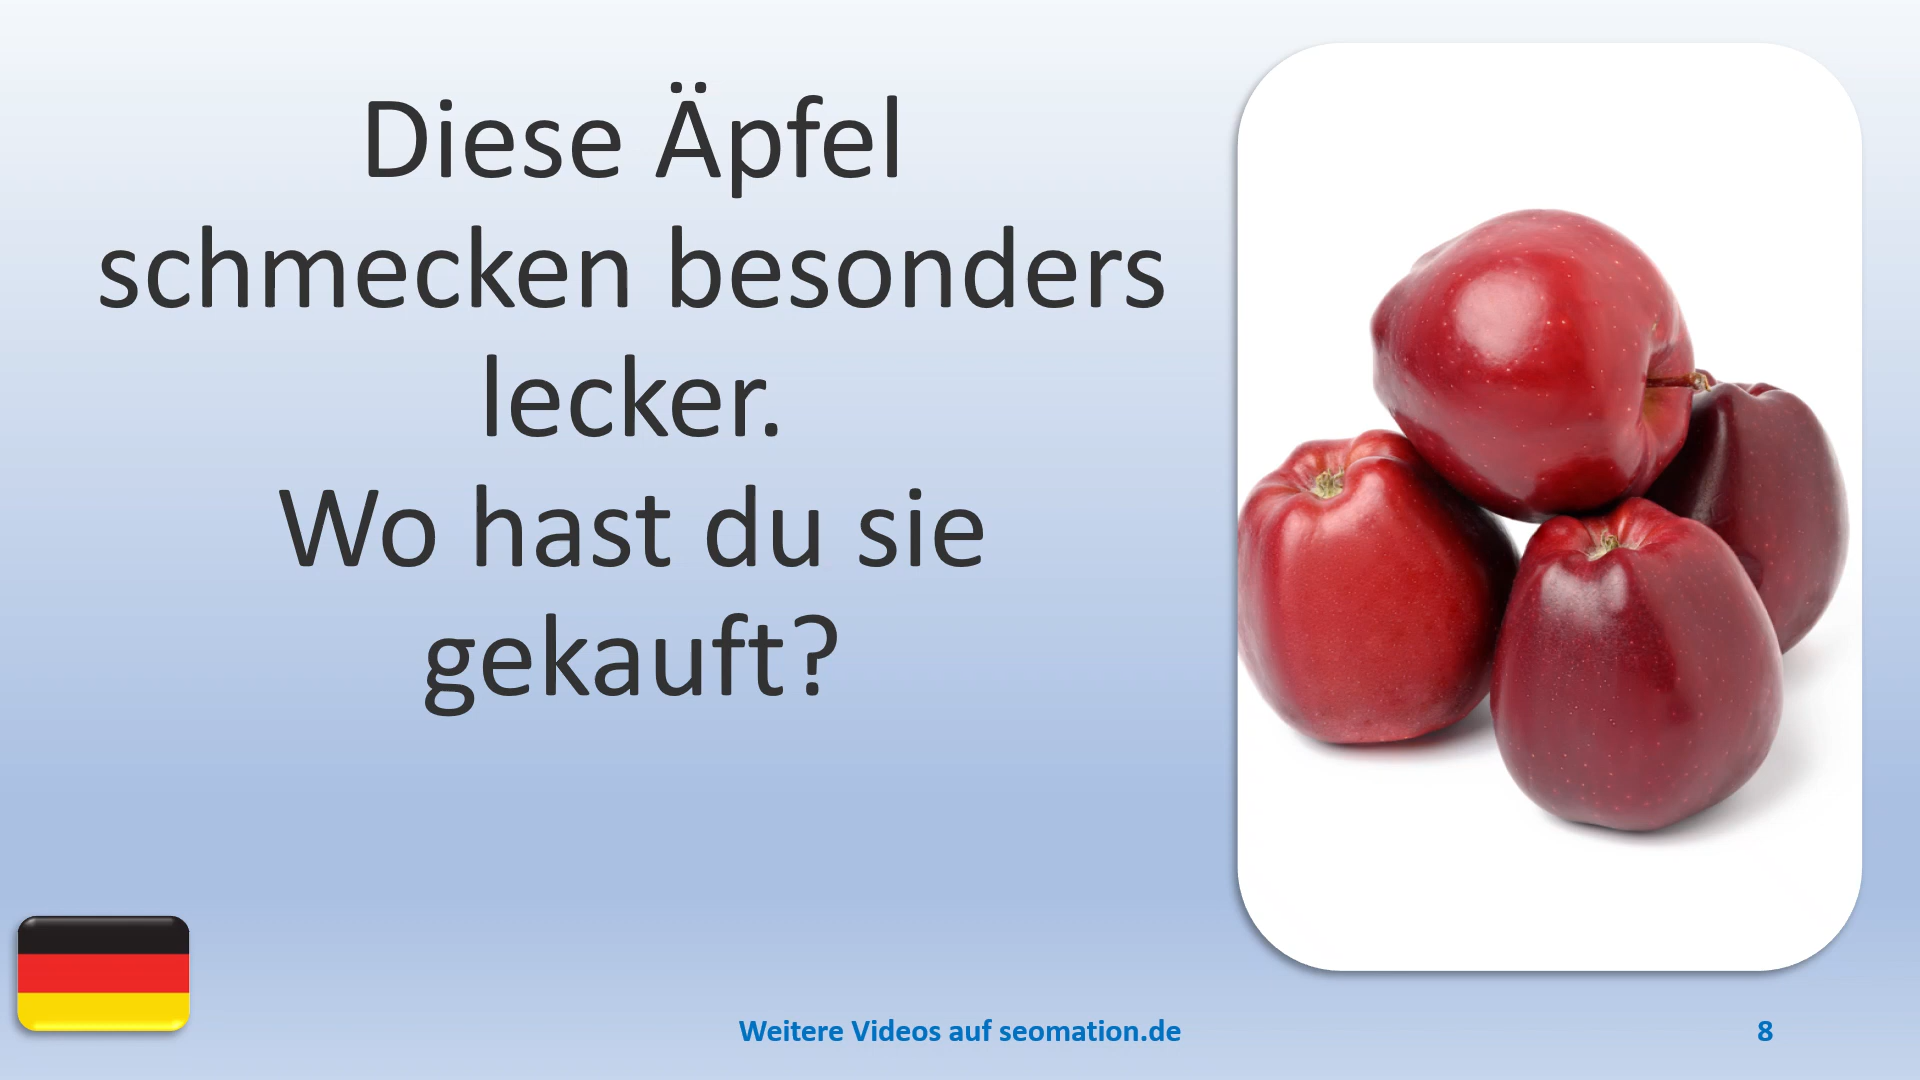 Diese Äpfel
schmecken besonders
lecker.
Wo hast du sie
gekauft?
Weitere Videos auf seomation.de
8